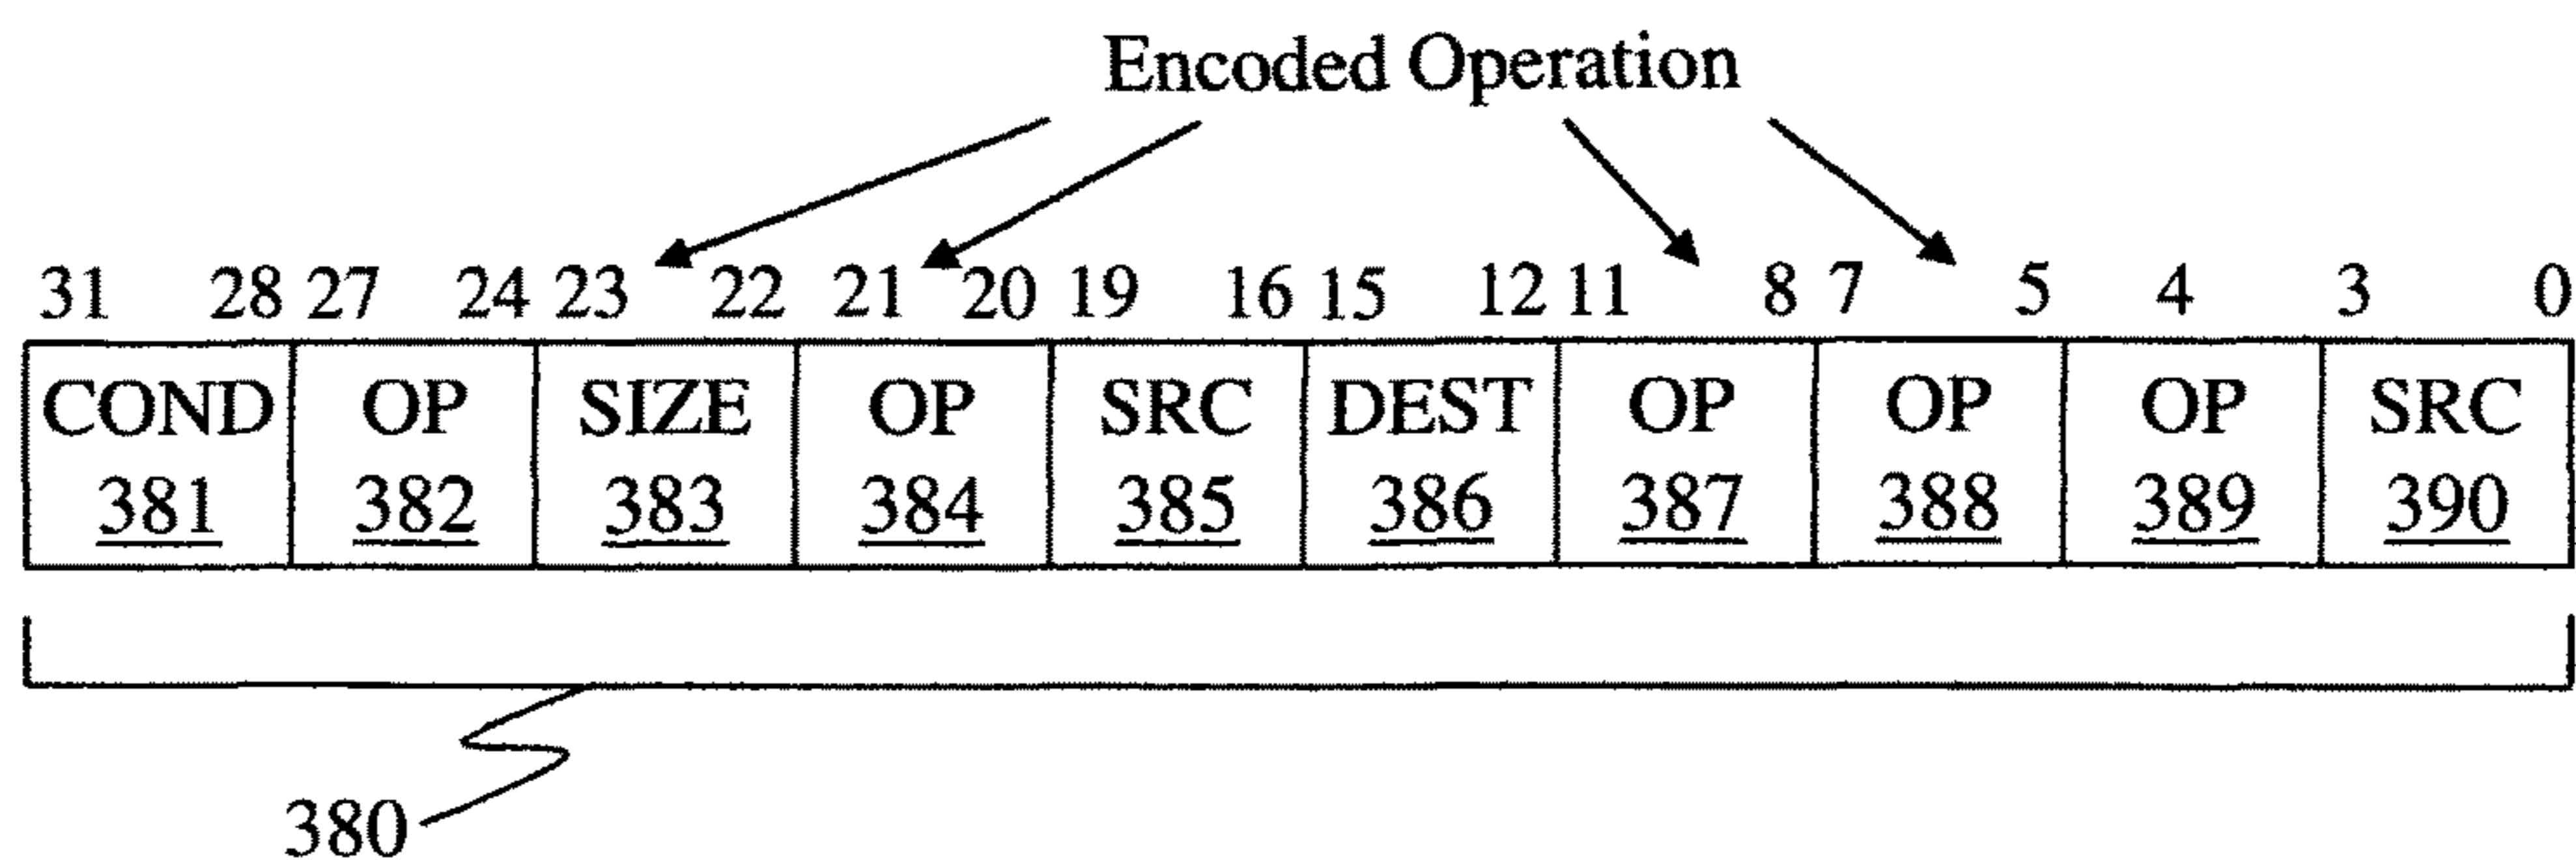 Encoded Operation
31 28 27 24 23 22 21 20 19 16 15 12 11 8 7 5 4 3 0
COND OP SIZE OP SRC DEST OP OP OP SRC
381 382 383 384 385 386 387 388 389 390
380